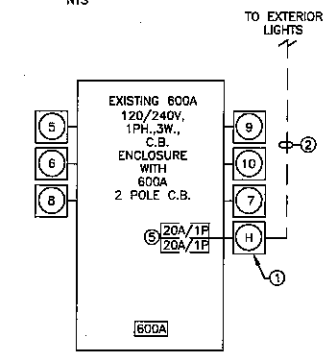 NTS
TO EXTERIOR
LIGHTS
EXISTING 600A
120/240V,
1PH.,3W.,
C.B.
ENCLOSURE
WITH
600A
2 POLE C.B.
5
9
2
6
10
8
7
5 20A/1P
20A/1P
H
1
600A